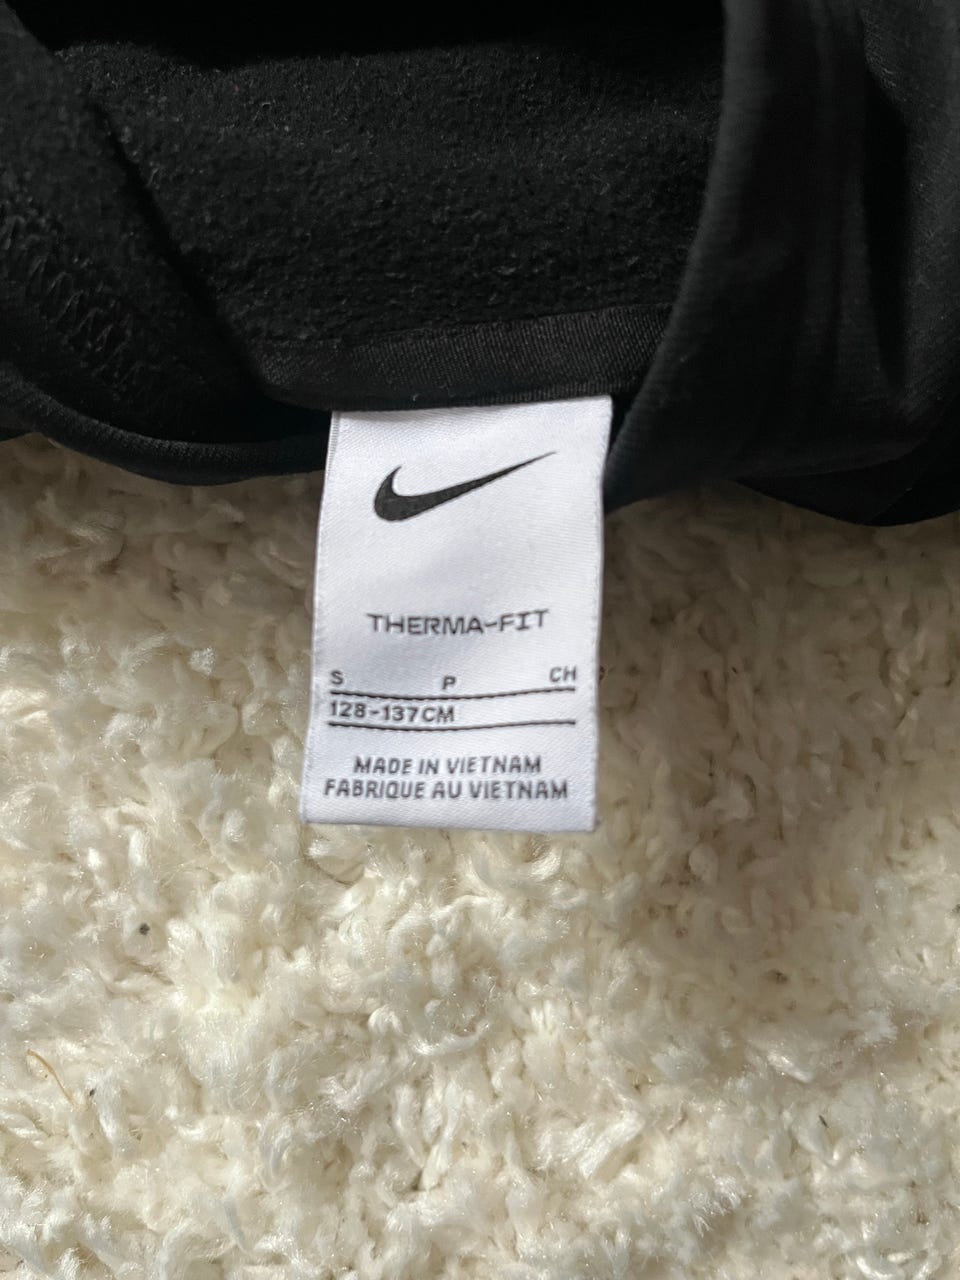 THERMA-FIT
S P CH
128-137CM
MADE IN VIETNAM
FABRIQUE AU VIETNAM